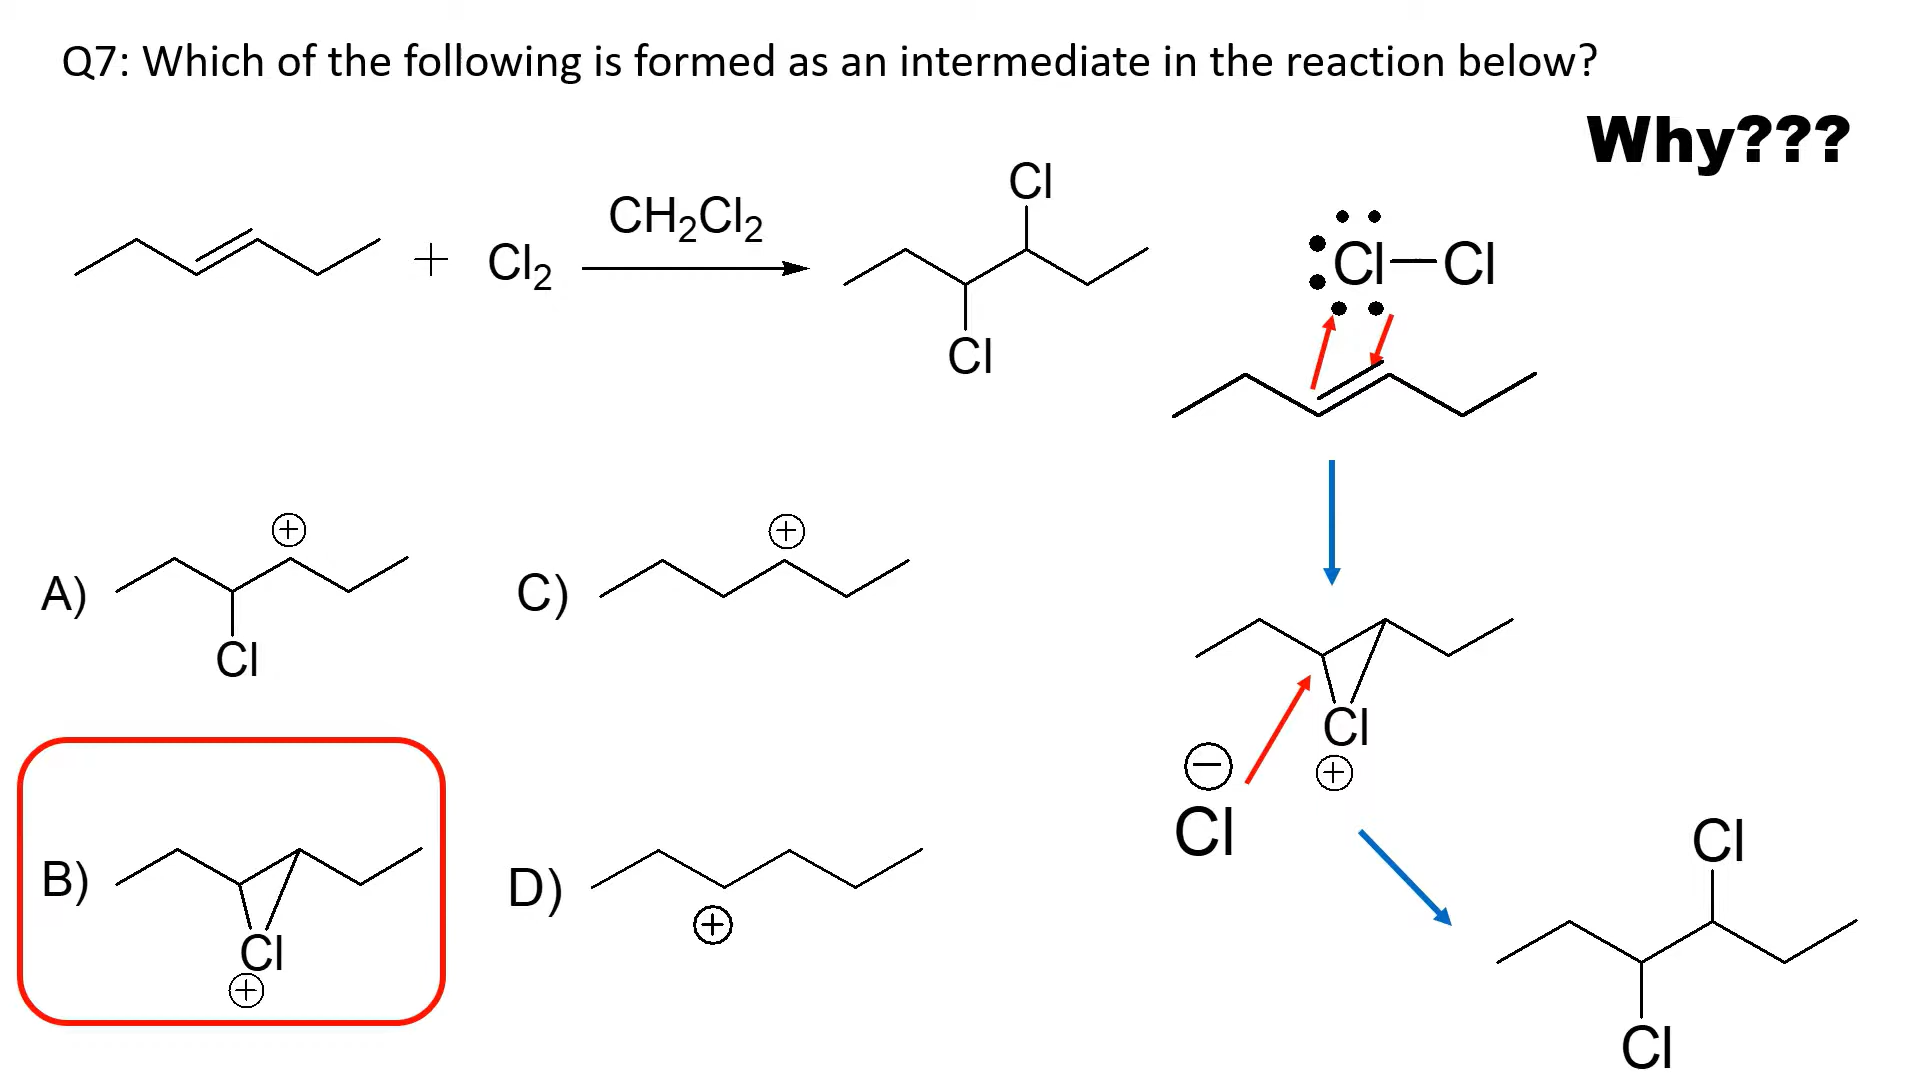 Q7: Which of the following is formed as an intermediate in the reaction below?
Why???
+ Cl₂
CH₂Cl₂
Cl
Cl
Cl—Cl
A)
+
Cl
C)
+
B)
Cl
+
D)
+
Cl
+
−
Cl
Cl
Cl